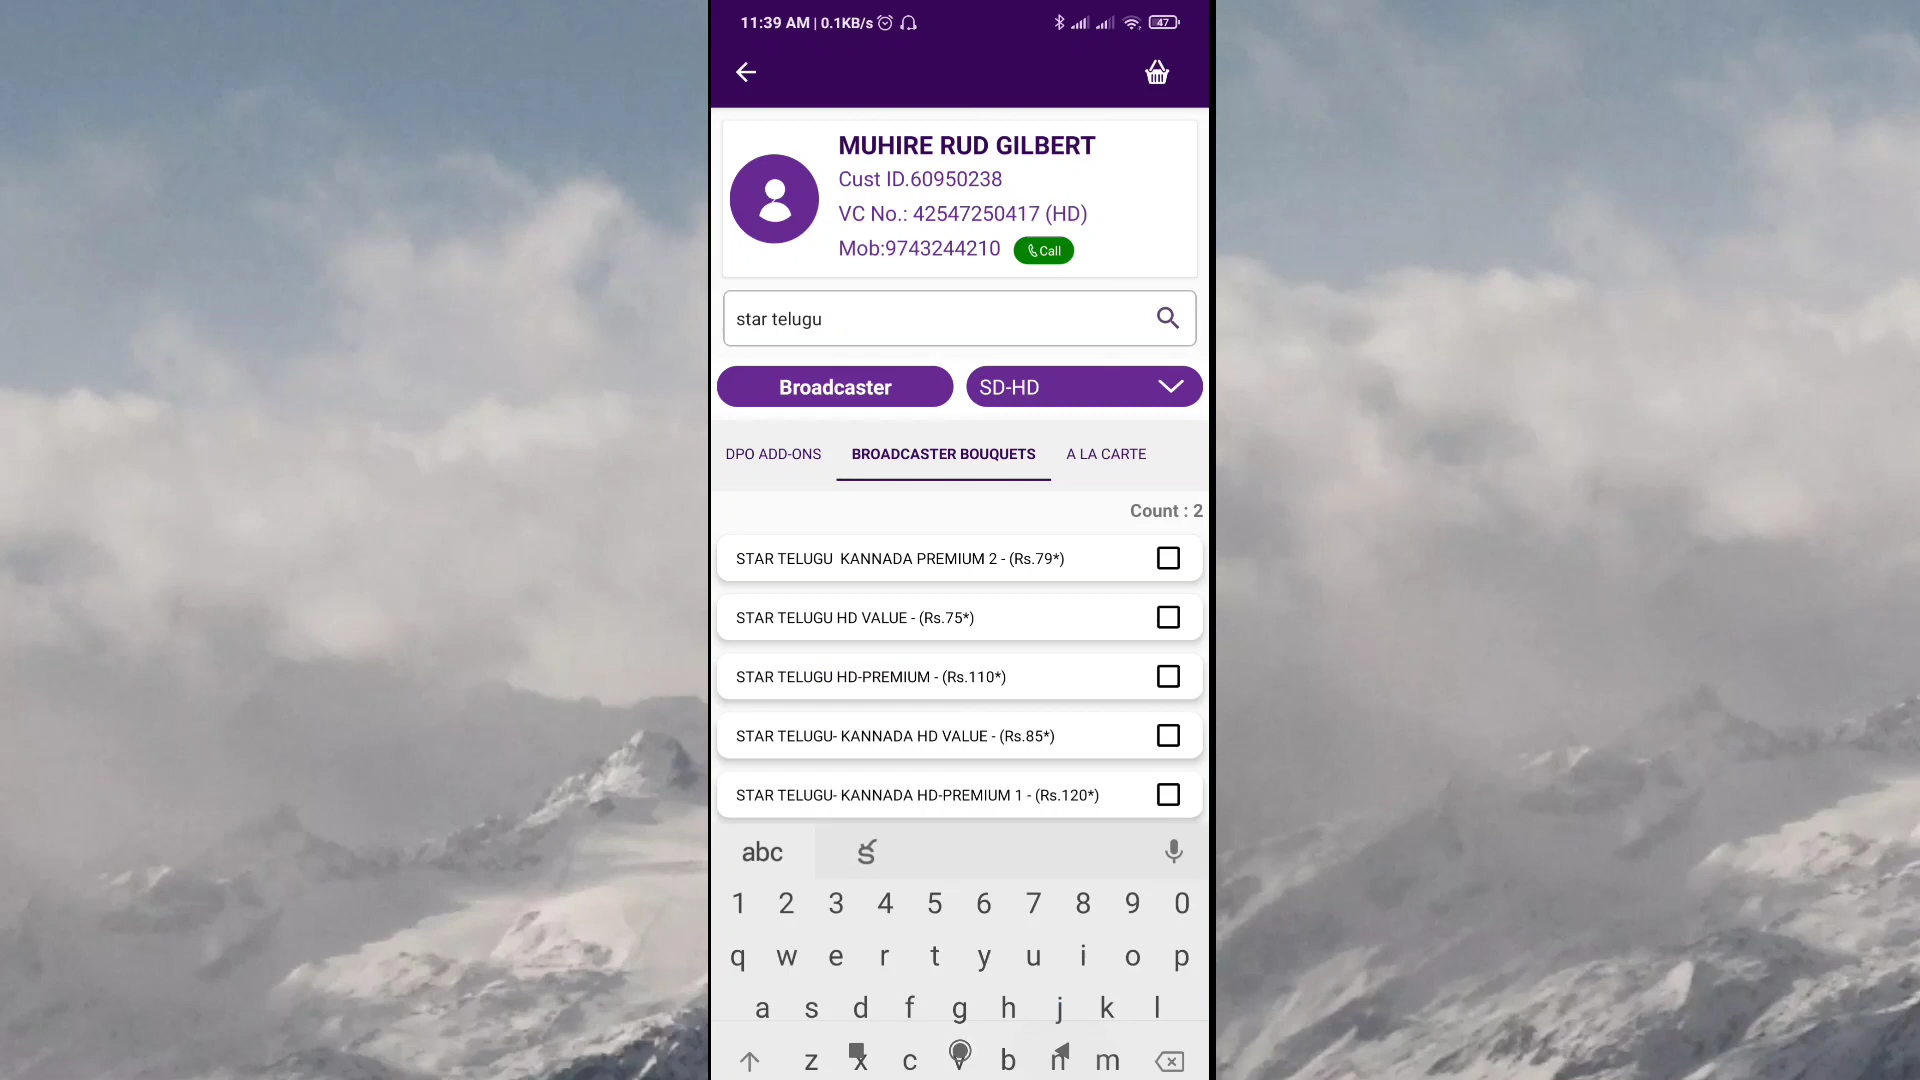 11:39 AM | 0.1KB/s 47
MUHIRE RUD GILBERT
Cust ID.60950238
VC No.: 42547250417 (HD)
Mob:9743244210 Call
star telugu
Broadcaster SD-HD
DPO ADD-ONS BROADCASTER BOUQUETS A LA CARTE
Count : 2
STAR TELUGU  KANNADA PREMIUM 2 - (Rs.79*)
STAR TELUGU HD VALUE - (Rs.75*)
STAR TELUGU HD-PREMIUM - (Rs.110*)
STAR TELUGU- KANNADA HD VALUE - (Rs.85*)
STAR TELUGU- KANNADA HD-PREMIUM 1 - (Rs.120*)
abc కే
1 2 3 4 5 6 7 8 9 0
q w e r t y u i o p
a s d f g h j k l
z x c v b n m